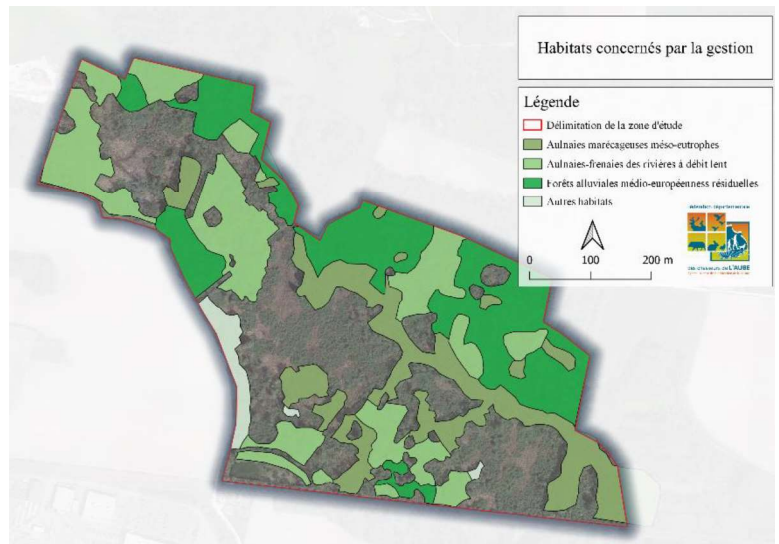 Habitats concernés par la gestion
Légende
Délimitation de la zone d'étude
Aulnaies marécageuses méso-eutrophes
Aulnaies-frenaies des rivières à débit lent
Forêts alluviales médio-européenness résiduelles
Autres habitats
0 100 200 m
des chasseurs de L'AUBE